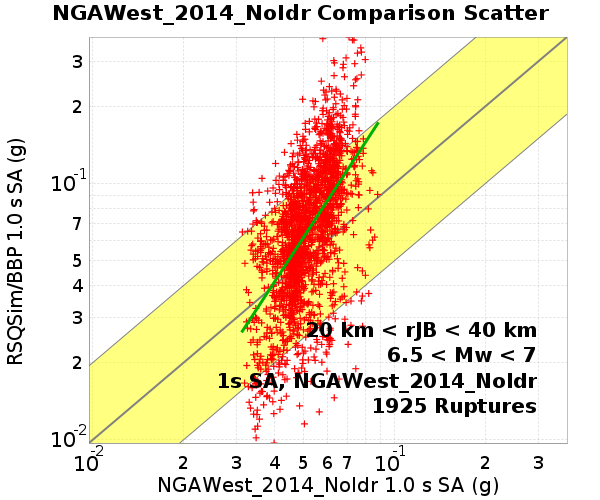 NGAWest_2014_NoIdr Comparison Scatter
RSQSim/BBP 1.0 s SA (g)
3
2
10-1
7
5
4
3
2
10-2
20 km < rJB < 40 km
6.5 < Mw < 7
1s SA, NGAWest_2014_NoIdr
1925 Ruptures
10-2 2 3 4 5 6 7 10-1 2 3
NGAWest_2014_NoIdr 1.0 s SA (g)